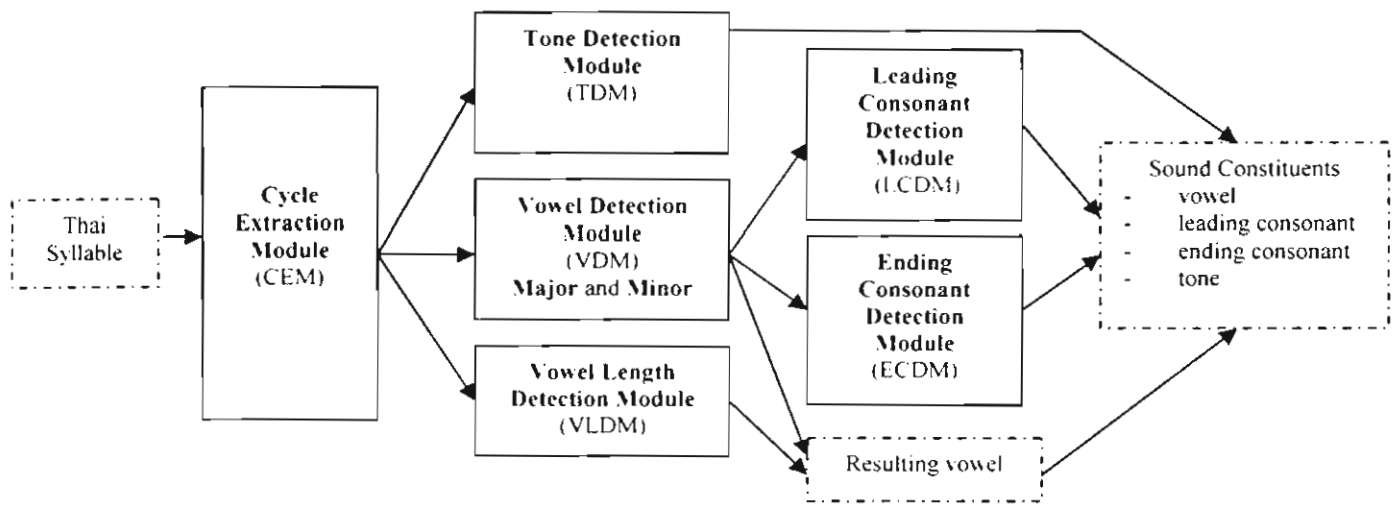 Thai
Syllable
Cycle
Extraction
Module
(CEM)
Tone Detection
Module
(TDM)
Vowel Detection
Module
(VDM)
Major and Minor
Vowel Length
Detection Module
(VLDM)
Leading
Consonant
Detection
Module
(LCDM)
Ending
Consonant
Detection
Module
(ECDM)
Resulting vowel
Sound Constituents
- vowel
- leading consonant
- ending consonant
- tone